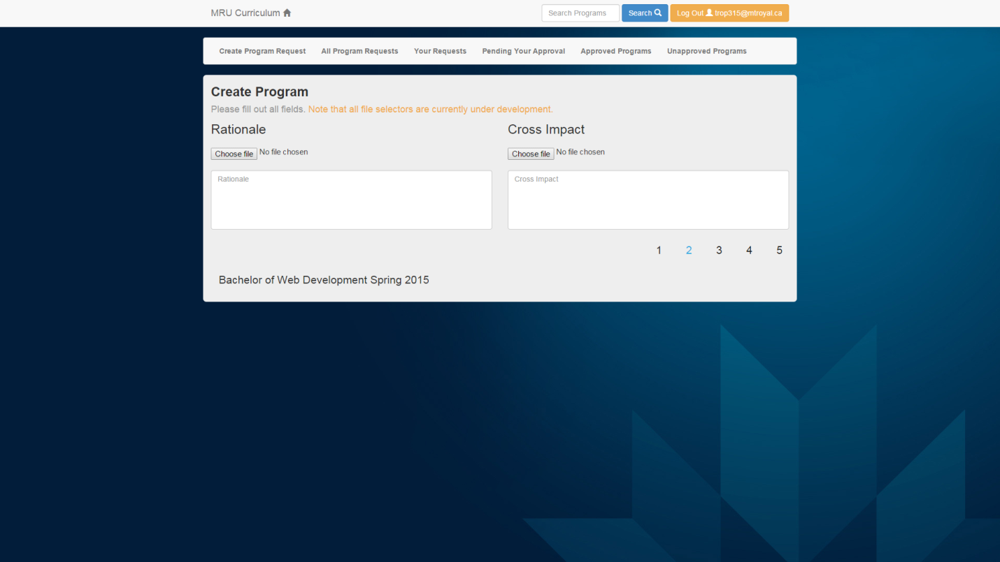 MRU Curriculum
Search Programs
Search
Log Out trop315@mtroyal.ca
Create Program Request
All Program Requests
Your Requests
Pending Your Approval
Approved Programs
Unapproved Programs
Create Program
Please fill out all fields. Note that all file selectors are currently under development.
Rationale
Choose file No file chosen
Rationale
Cross Impact
Choose file No file chosen
Cross Impact
1 2 3 4 5
Bachelor of Web Development Spring 2015